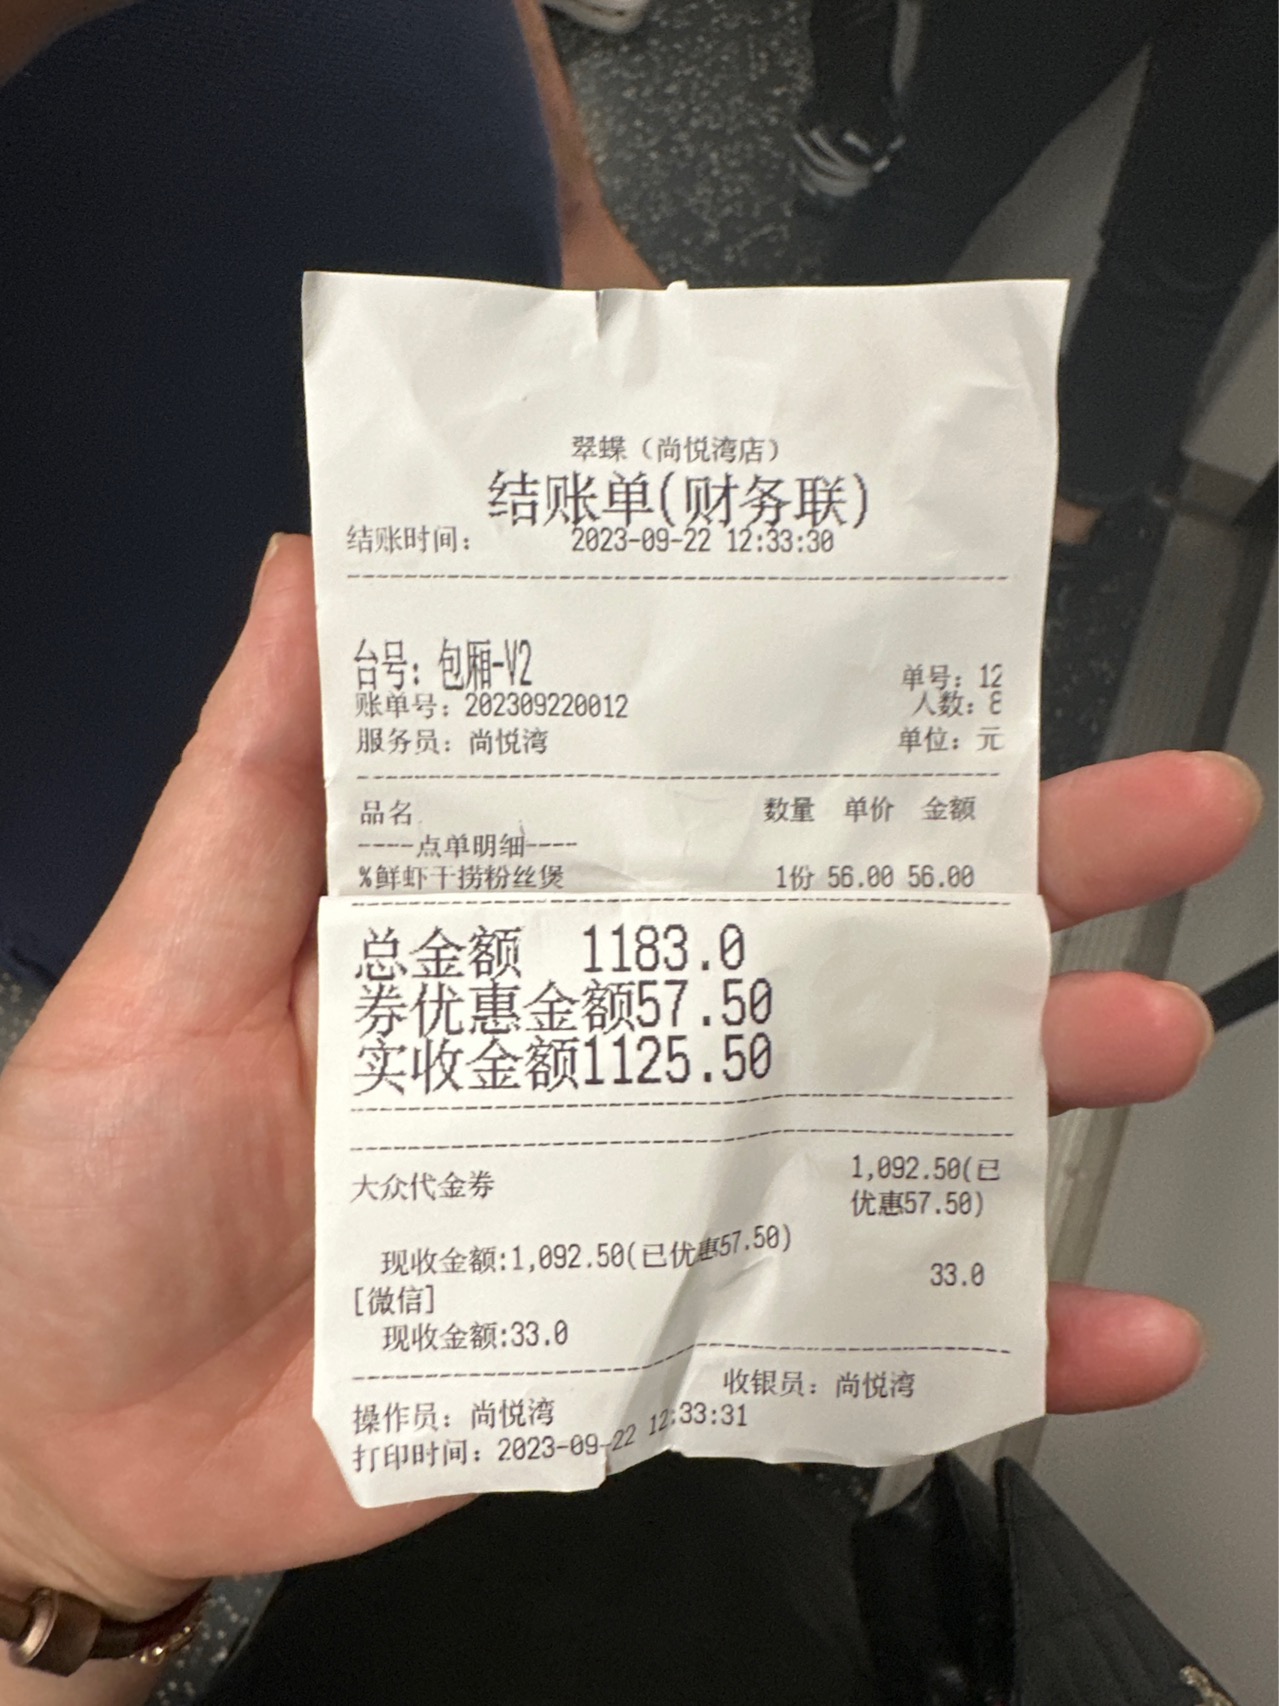 翠蝶（尚悦湾店）
结账单(财务联)
结账时间： 2023-09-22 12:33:30
台号：包厢-V2
单号：12
账单号：202309220012
人数：8
服务员：尚悦湾 单位：元
品名 数量 单价 金额
----点单明细----
%鲜虾干捞粉丝煲 1份 56.00 56.00
总金额 1183.0
券优惠金额57.50
实收金额1125.50
大众代金券 1,092.50(已
优惠57.50)
现收金额:1,092.50(已优惠57.50)
[微信] 33.0
现收金额:33.0
操作员：尚悦湾 收银员：尚悦湾
打印时间：2023-09-22 12:33:31